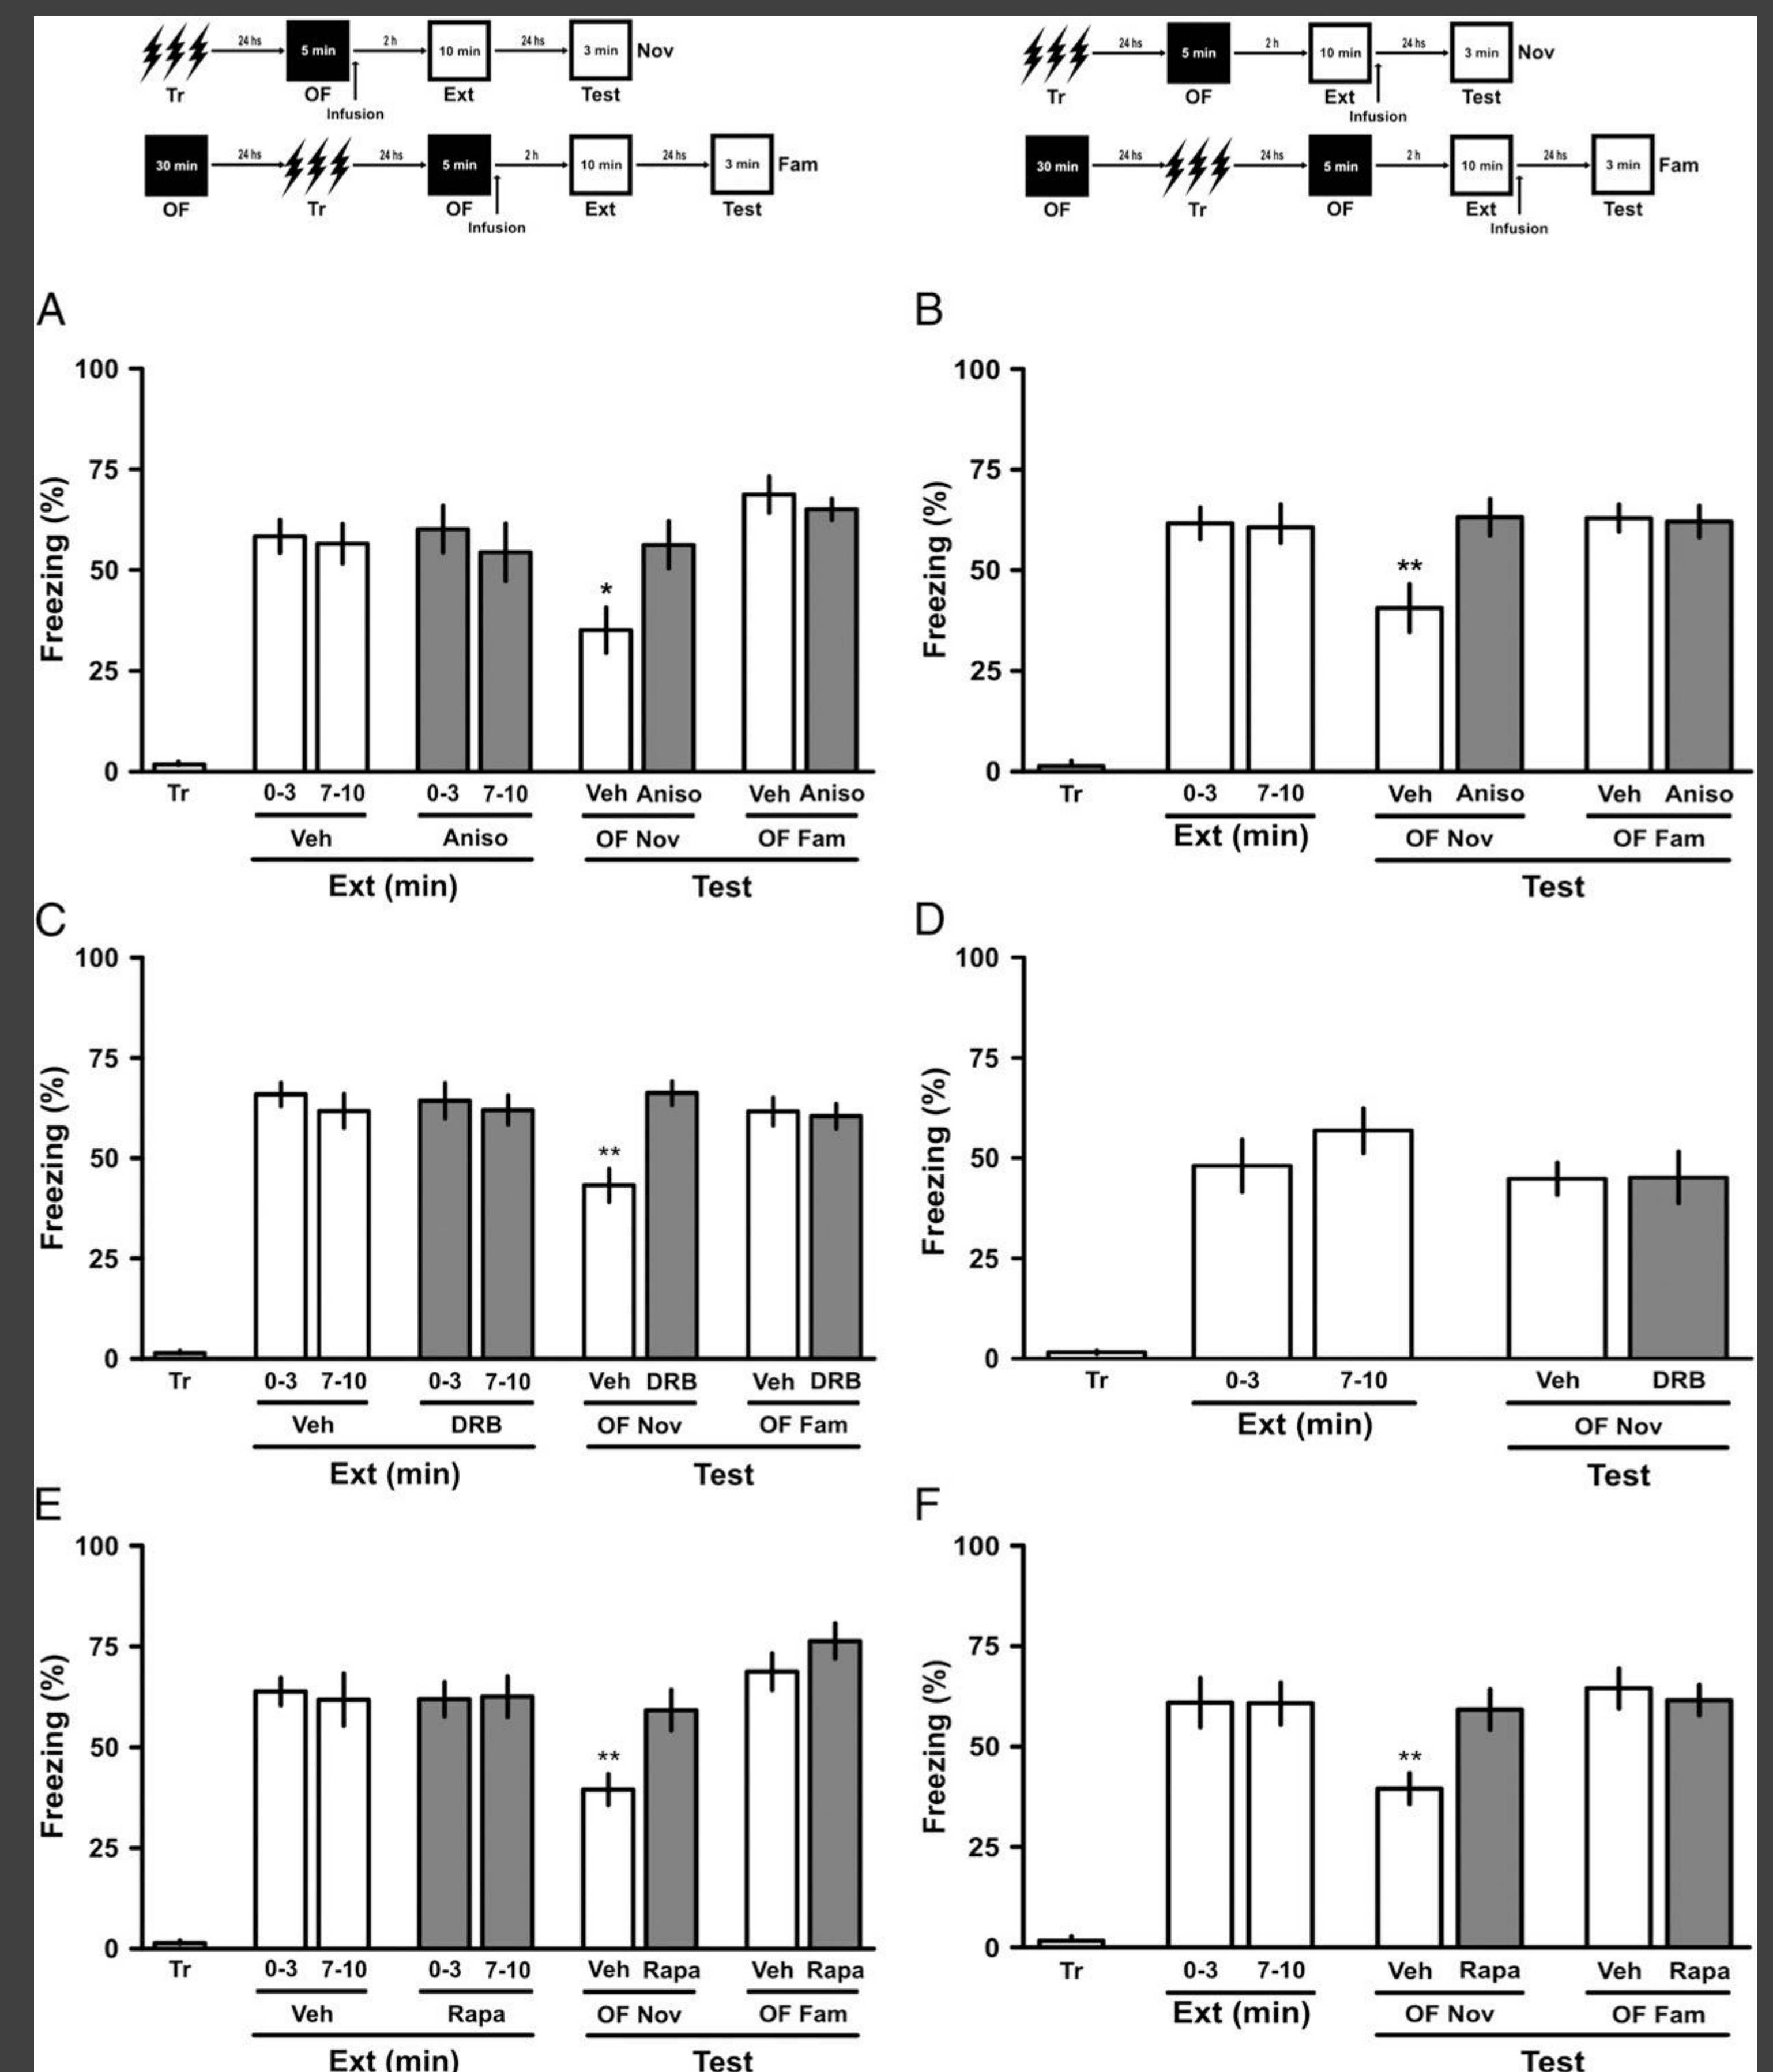 24 hs 5 min 2 h 10 min 24 hs 3 min Nov
Tr OF Ext Test
Infusion
30 min 24 hs 24 hs 5 min 2 h 10 min 24 hs 3 min Fam
OF Tr OF Ext Test
Infusion
24 hs 5 min 2 h 10 min 24 hs 3 min Nov
Tr OF Ext Test
Infusion
30 min 24 hs 24 hs 5 min 2 h 10 min 24 hs 3 min Fam
OF Tr OF Ext Test
Infusion
A
Freezing (%)
100
75
50
25
0
*
Tr 0-3 7-10 0-3 7-10 Veh Aniso Veh Aniso
Veh Aniso OF Nov OF Fam
Ext (min) Test
B
Freezing (%)
100
75
50
25
0
**
Tr 0-3 7-10 Veh Aniso Veh Aniso
Ext (min) OF Nov OF Fam
Test
C
Freezing (%)
100
75
50
25
0
**
Tr 0-3 7-10 0-3 7-10 Veh DRB Veh DRB
Veh DRB OF Nov OF Fam
Ext (min) Test
D
Freezing (%)
100
75
50
25
0
Tr 0-3 7-10 Veh DRB
Ext (min) OF Nov
Test
E
Freezing (%)
100
75
50
25
0
**
Tr 0-3 7-10 0-3 7-10 Veh Rapa Veh Rapa
Veh Rapa OF Nov OF Fam
Ext (min) Test
F
Freezing (%)
100
75
50
25
0
**
Tr 0-3 7-10 Veh Rapa Veh Rapa
Ext (min) OF Nov OF Fam
Test